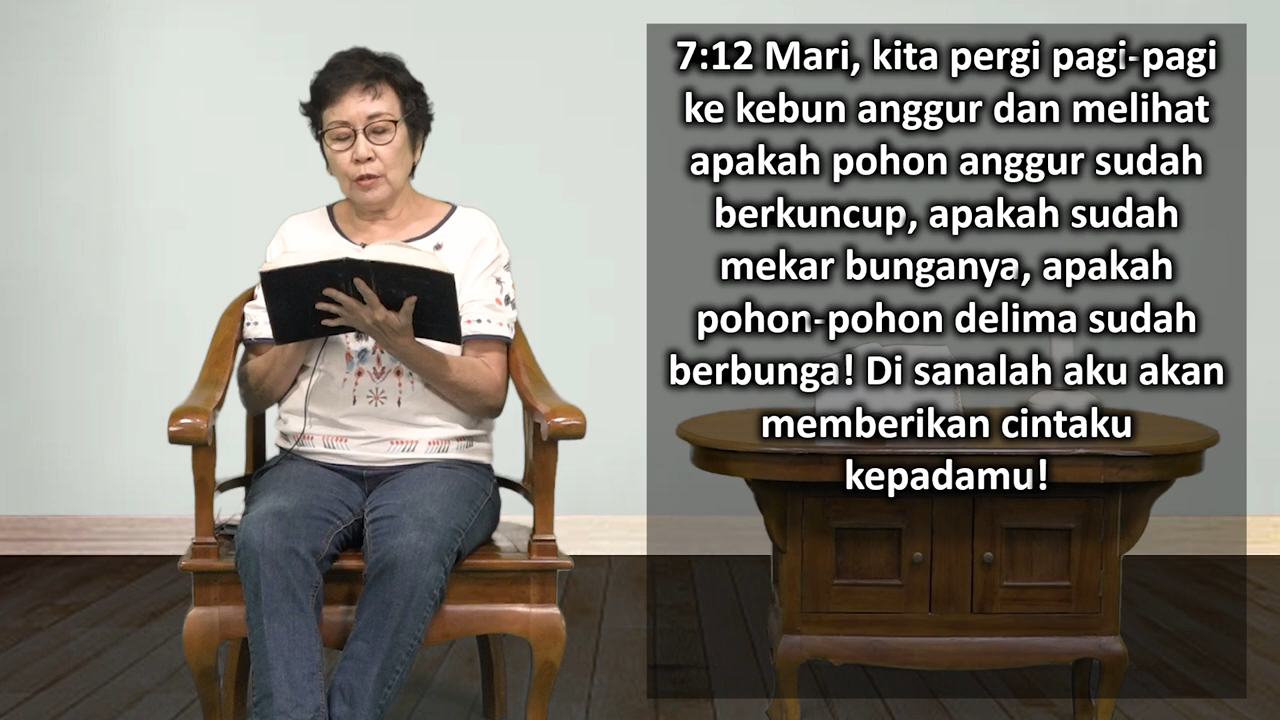 7:12 Mari, kita pergi pagi-pagi
ke kebun anggur dan melihat
apakah pohon anggur sudah
berkuncup, apakah sudah
mekar bunganya, apakah
pohon-pohon delima sudah
berbunga! Di sanalah aku akan
memberikan cintaku
kepadamu!